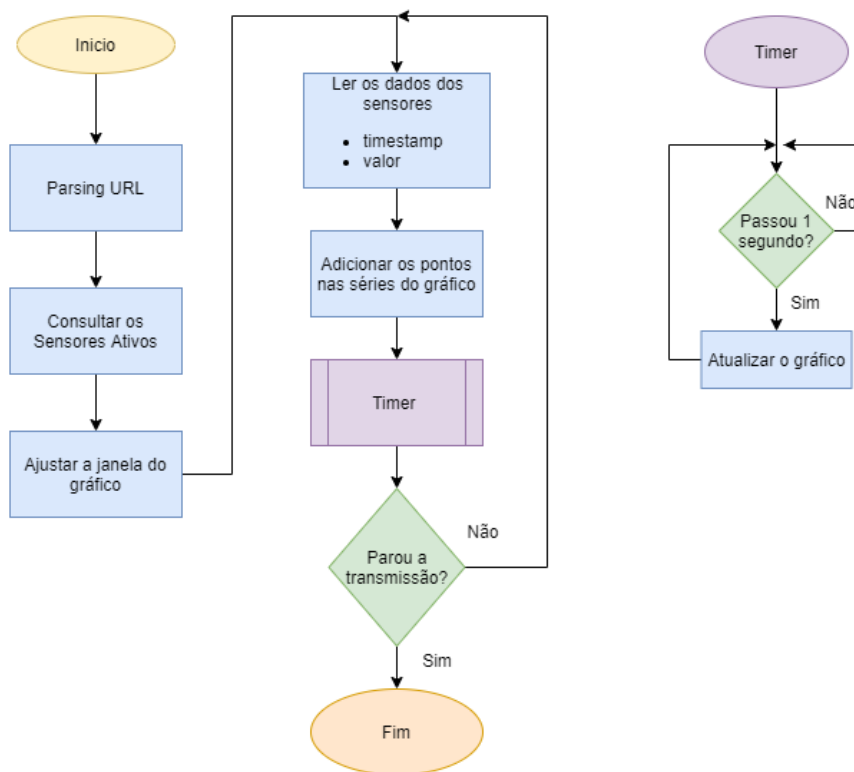 Inicio
Parsing URL
Consultar os
Sensores Ativos
Ajustar a janela do
gráfico
Ler os dados dos
sensores
• timestamp
• valor
Adicionar os pontos
nas séries do gráfico
Timer
Parou a
transmissão?
Não
Sim
Fim
Timer
Passou 1
segundo?
Não
Sim
Atualizar o gráfico